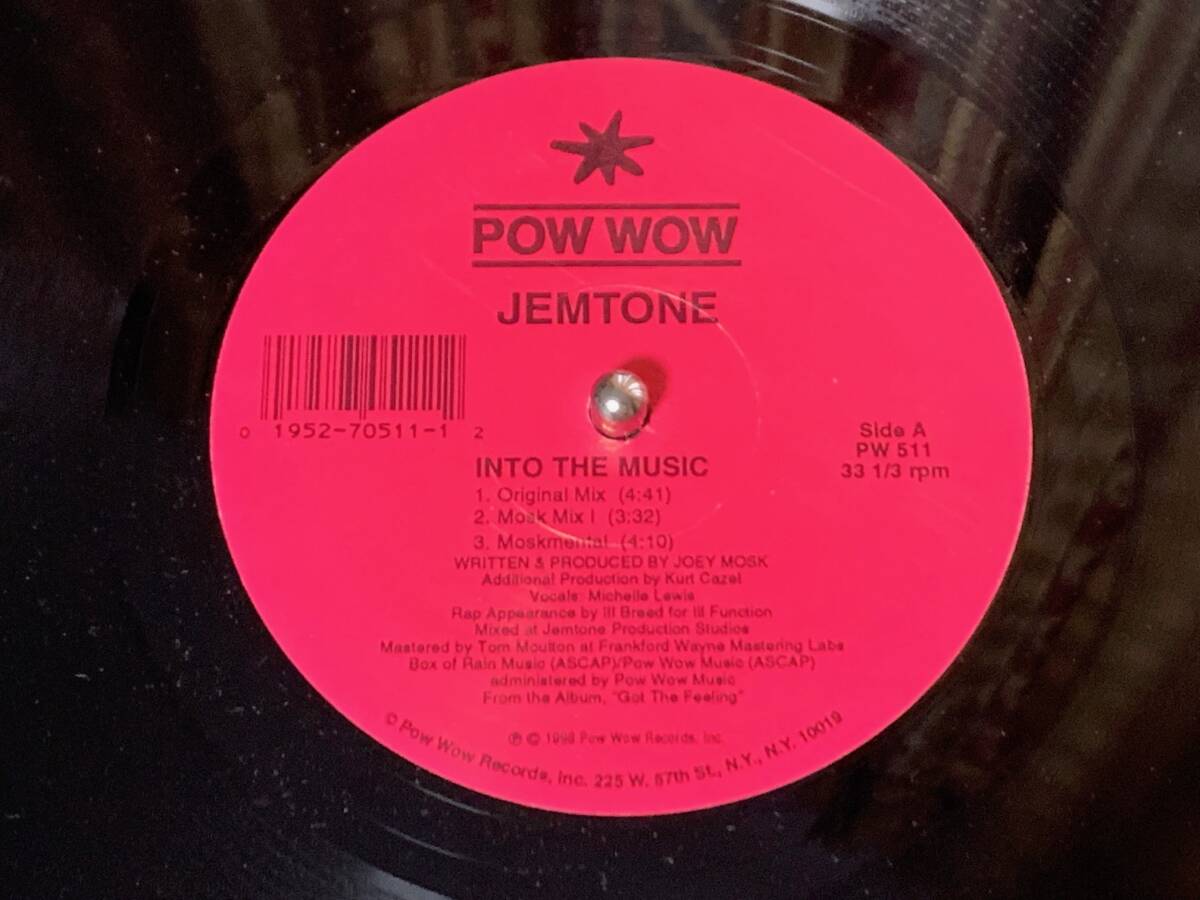 POW WOW
JEMTONE
0 1952-70511-1 2
Side A
PW 511
33 1/3 rpm
INTO THE MUSIC
1. Original Mix (4:41)
2. Mosk Mix I (3:32)
3. Moskmental (4:10)
WRITTEN & PRODUCED BY JOEY MOSK
Additional Production by Kurt Cazel
Vocals: Michelle Lewis
Rap Appearance by Ill Breed for Ill Function
Mixed at Jemtone Production Studios
Mastered by Tom Moulton at Frankford Wayne Mastering Labs
Box of Rain Music (ASCAP)/Pow Wow Music (ASCAP)
administered by Pow Wow Music
From the Album, "Got The Feeling"
℗ © Pow Wow Records, Inc.
© Pow Wow Records, Inc. 225 W. 57th St., N.Y., N.Y. 10019